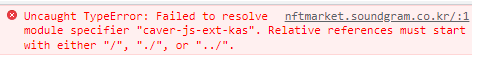 Uncaught TypeError: Failed to resolve nftmarket.soundgram.co.kr/:1
module specifier "caver-js-ext-kas". Relative references must start
with either "/", "./", or "../".